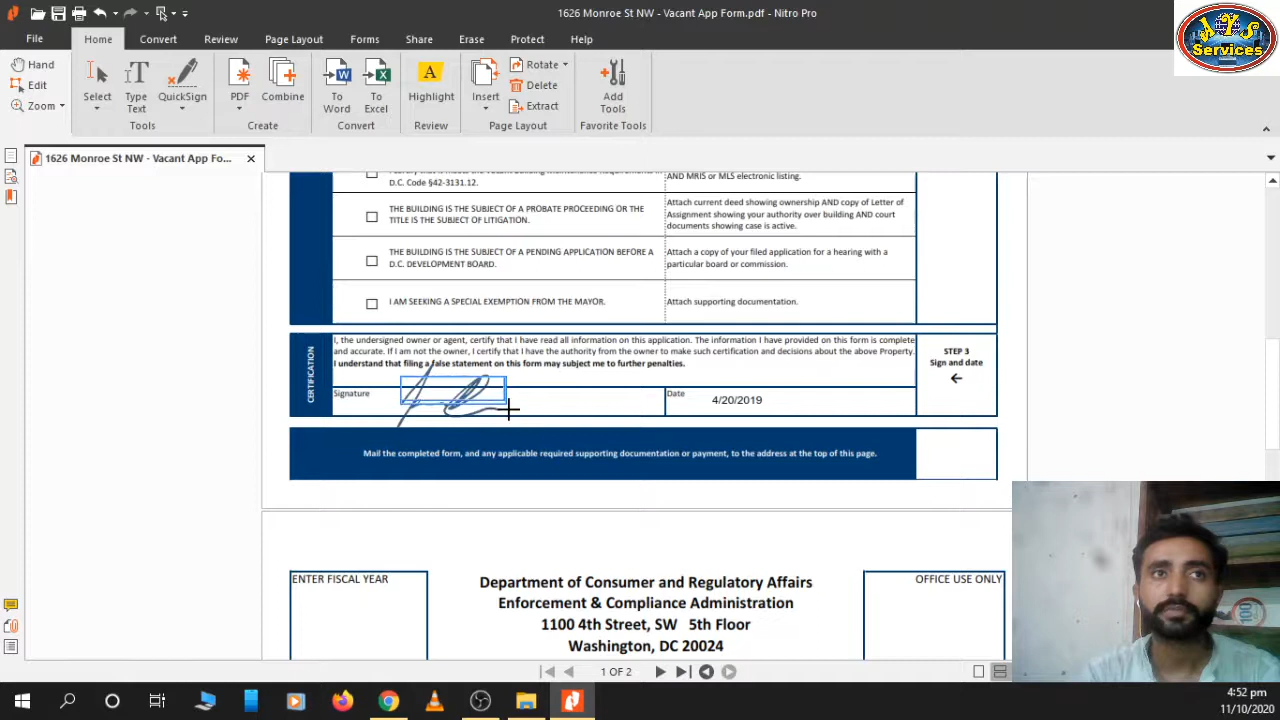 1626 Monroe St NW - Vacant App Form.pdf - Nitro Pro
AYS
Services
File Home Convert Review Page Layout Forms Share Erase Protect Help
Hand
Edit
Zoom
Select
Type
Text
QuickSign
PDF
Combine
To
Word
To
Excel
Highlight
Insert
Rotate
Delete
Extract
Add
Tools
Tools Create Convert Review Page Layout Favorite Tools
1626 Monroe St NW - Vacant App Fo...
D.C. Code §42-3131.12.
AND MRIS or MLS electronic listing.
THE BUILDING IS THE SUBJECT OF A PROBATE PROCEEDING OR THE
TITLE IS THE SUBJECT OF LITIGATION.
Attach current deed showing ownership AND copy of Letter of
Assignment showing your authority over building AND court
documents showing case is active.
THE BUILDING IS THE SUBJECT OF A PENDING APPLICATION BEFORE A
D.C. DEVELOPMENT BOARD.
Attach a copy of your filed application for a hearing with a
particular board or commission.
I AM SEEKING A SPECIAL EXEMPTION FROM THE MAYOR.
Attach supporting documentation.
CERTIFICATION
I, the undersigned owner or agent, certify that I have read all information on this application. The information I have provided on this form is complete
and accurate. If I am not the owner, I certify that I have the authority from the owner to make such certification and decisions about the above Property.
I understand that filing a false statement on this form may subject me to further penalties.
STEP 3
Sign and date
Signature
Date
4/20/2019
Mail the completed form, and any applicable required supporting documentation or payment, to the address at the top of this page.
ENTER FISCAL YEAR
Department of Consumer and Regulatory Affairs
Enforcement & Compliance Administration
1100 4th Street, SW 5th Floor
Washington, DC 20024
OFFICE USE ONLY
1 OF 2
4:52 pm
11/10/2020